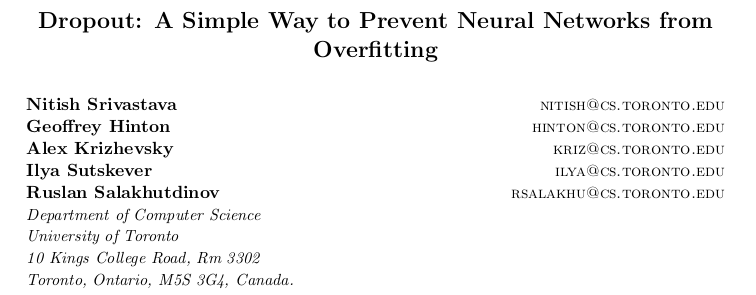 Dropout: A Simple Way to Prevent Neural Networks from
Overfitting
Nitish Srivastava nitish@cs.toronto.edu
Geoffrey Hinton hinton@cs.toronto.edu
Alex Krizhevsky kriz@cs.toronto.edu
Ilya Sutskever ilya@cs.toronto.edu
Ruslan Salakhutdinov rsalakhu@cs.toronto.edu
Department of Computer Science
University of Toronto
10 Kings College Road, Rm 3302
Toronto, Ontario, M5S 3G4, Canada.